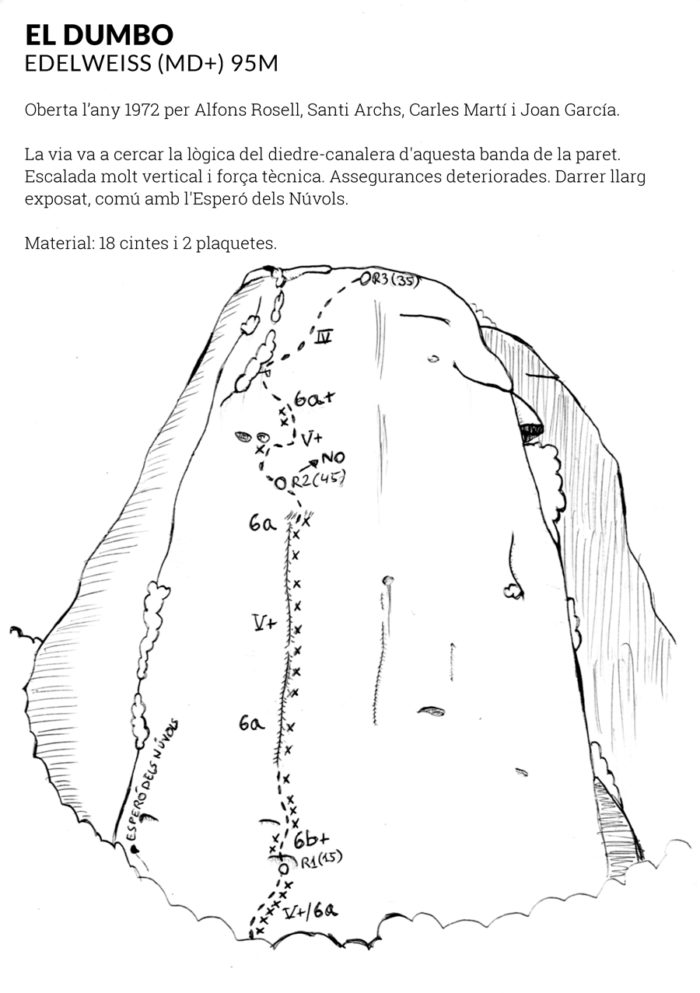 EL DUMBO
EDELWEISS (MD+) 95M
Oberta l’any 1972 per Alfons Rosell, Santi Archs, Carles Martí i Joan García.
La via va a cercar la lògica del diedre-canalera d'aquesta banda de la paret.
Escalada molt vertical i força tècnica. Assegurances deteriorades. Darrer llarg
exposat, comú amb l'Esperó dels Núvols.
Material: 18 cintes i 2 plaquetes.
R3(35)
IV
6a+
V+
NO
R2(45)
6a
V+
6a
ESPERÓ DELS NÚVOLS
6b+
R1(15)
V+/6a